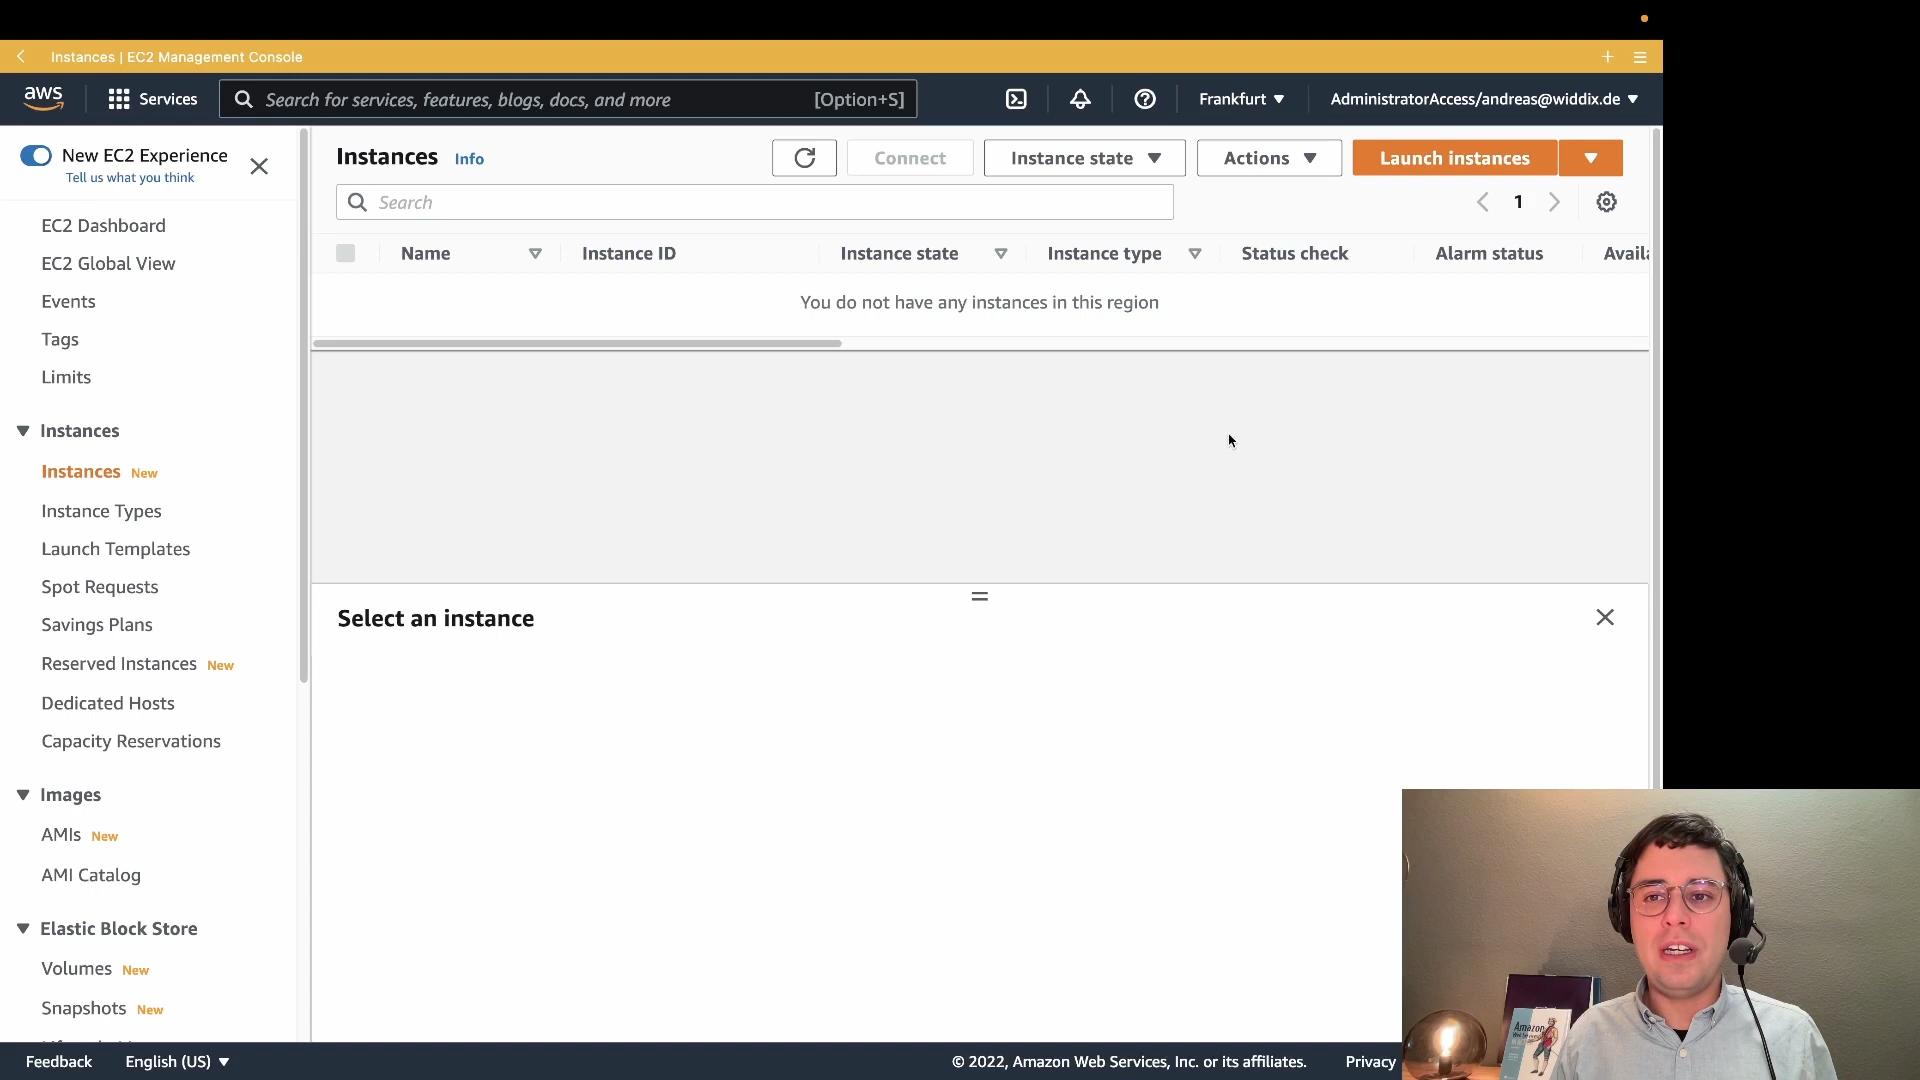 Instances | EC2 Management Console
aws
Services
Search for services, features, blogs, docs, and more
[Option+S]
Frankfurt
AdministratorAccess/andreas@widdix.de
New EC2 Experience
Tell us what you think
EC2 Dashboard
EC2 Global View
Events
Tags
Limits
Instances
Instances New
Instance Types
Launch Templates
Spot Requests
Savings Plans
Reserved Instances New
Dedicated Hosts
Capacity Reservations
Images
AMIs New
AMI Catalog
Elastic Block Store
Volumes New
Snapshots New
Instances Info
Connect
Instance state
Actions
Launch instances
Search
1
Name
Instance ID
Instance state
Instance type
Status check
Alarm status
Availa
You do not have any instances in this region
Select an instance
Amazon
Feedback
English (US)
© 2022, Amazon Web Services, Inc. or its affiliates.
Privacy